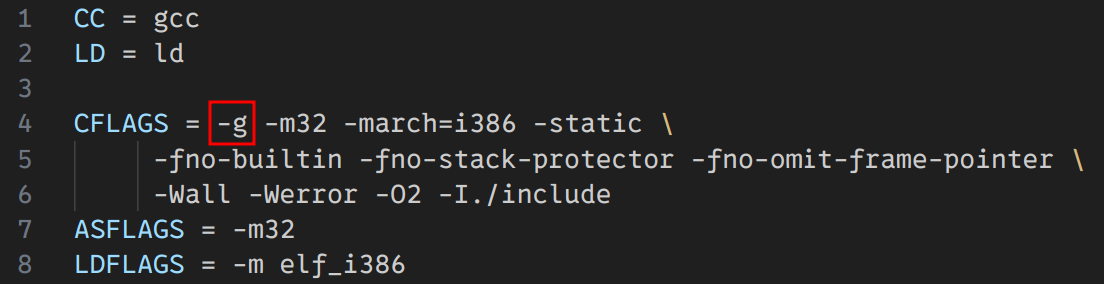 1 CC = gcc
2 LD = ld
3
4 CFLAGS = -g -m32 -march=i386 -static \
5 -fno-builtin -fno-stack-protector -fno-omit-frame-pointer \
6 -Wall -Werror -O2 -I./include
7 ASFLAGS = -m32
8 LDFLAGS = -m elf_i386